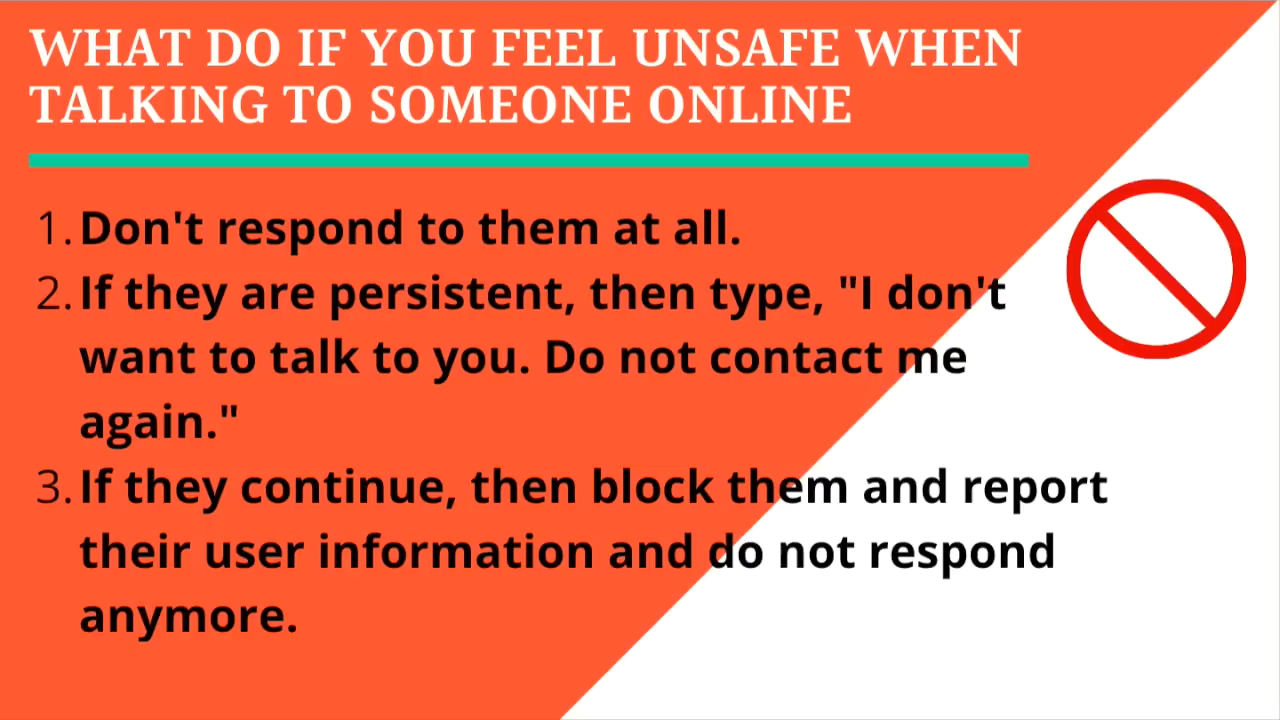 WHAT DO IF YOU FEEL UNSAFE WHEN
TALKING TO SOMEONE ONLINE
1. Don't respond to them at all.
2. If they are persistent, then type, "I don't
want to talk to you. Do not contact me
again."
3. If they continue, then block them and report
their user information and do not respond
anymore.